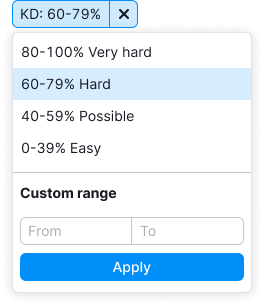 KD: 60-79% ×
80-100% Very hard
60-79% Hard
40-59% Possible
0-39% Easy
Custom range
From To
Apply